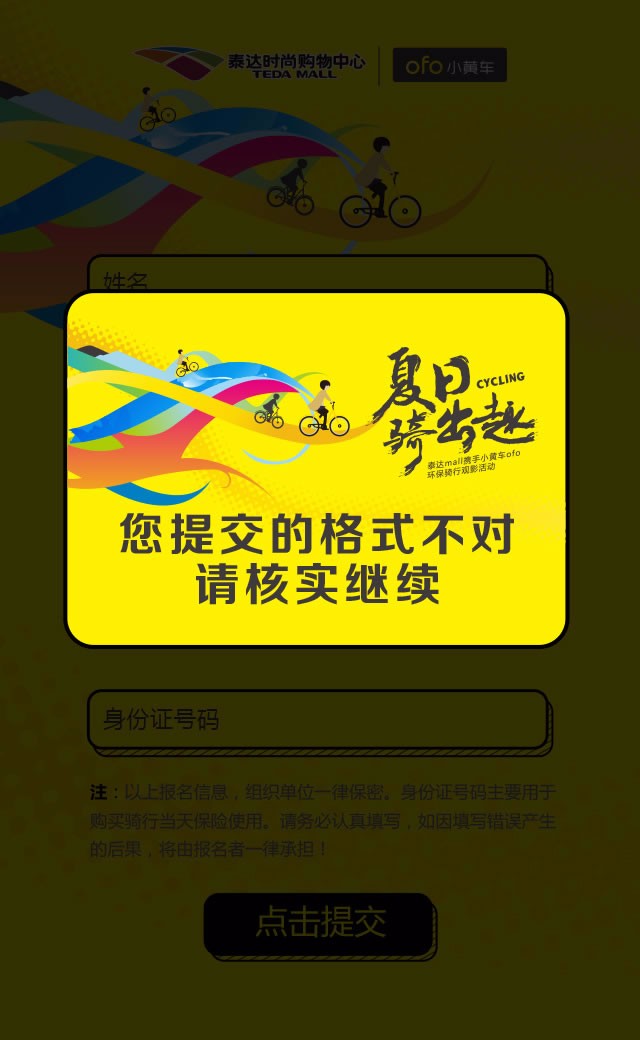 泰达时尚购物中心
TEDA MALL
ofo 小黄车
姓名
夏日
CYCLING
骑出趣
泰达mall携手小黄车ofo
环保骑行观影活动
您提交的格式不对
请核实继续
身份证号码
注：以上报名信息，组织单位一律保密。身份证号码主要用于
购买骑行当天保险使用。请务必认真填写，如因填写错误产生
的后果，将由报名者一律承担！
点击提交